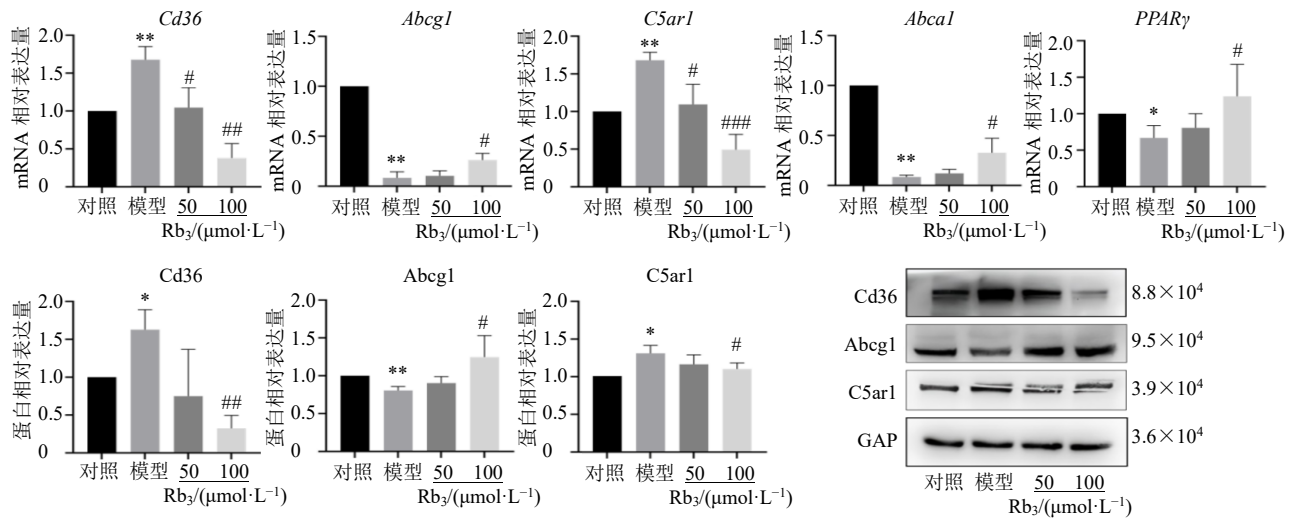 Cd36
mRNA 相对表达量
2.0
1.5
1.0
0.5
0
**
#
##
对照 模型 50 100
Rb₃/(μmol·L⁻¹)
Abcg1
mRNA 相对表达量
1.5
1.0
0.5
0
**
#
对照 模型 50 100
Rb₃/(μmol·L⁻¹)
C5ar1
mRNA 相对表达量
2.0
1.5
1.0
0.5
0
**
#
###
对照 模型 50 100
Rb₃/(μmol·L⁻¹)
Abca1
mRNA 相对表达量
1.5
1.0
0.5
0
**
#
对照 模型 50 100
Rb₃/(μmol·L⁻¹)
PPARγ
mRNA 相对表达量
2.0
1.5
1.0
0.5
0
*
#
对照 模型 50 100
Rb₃/(μmol·L⁻¹)
Cd36
蛋白相对表达量
2.0
1.5
1.0
0.5
0
*
##
对照 模型 50 100
Rb₃/(μmol·L⁻¹)
Abcg1
蛋白相对表达量
2.0
1.5
1.0
0.5
0
**
#
对照 模型 50 100
Rb₃/(μmol·L⁻¹)
C5ar1
蛋白相对表达量
2.0
1.5
1.0
0.5
0
*
#
对照 模型 50 100
Rb₃/(μmol·L⁻¹)
Cd36 8.8×10⁴
Abcg1 9.5×10⁴
C5ar1 3.9×10⁴
GAP 3.6×10⁴
对照 模型 50 100
Rb₃/(μmol·L⁻¹)